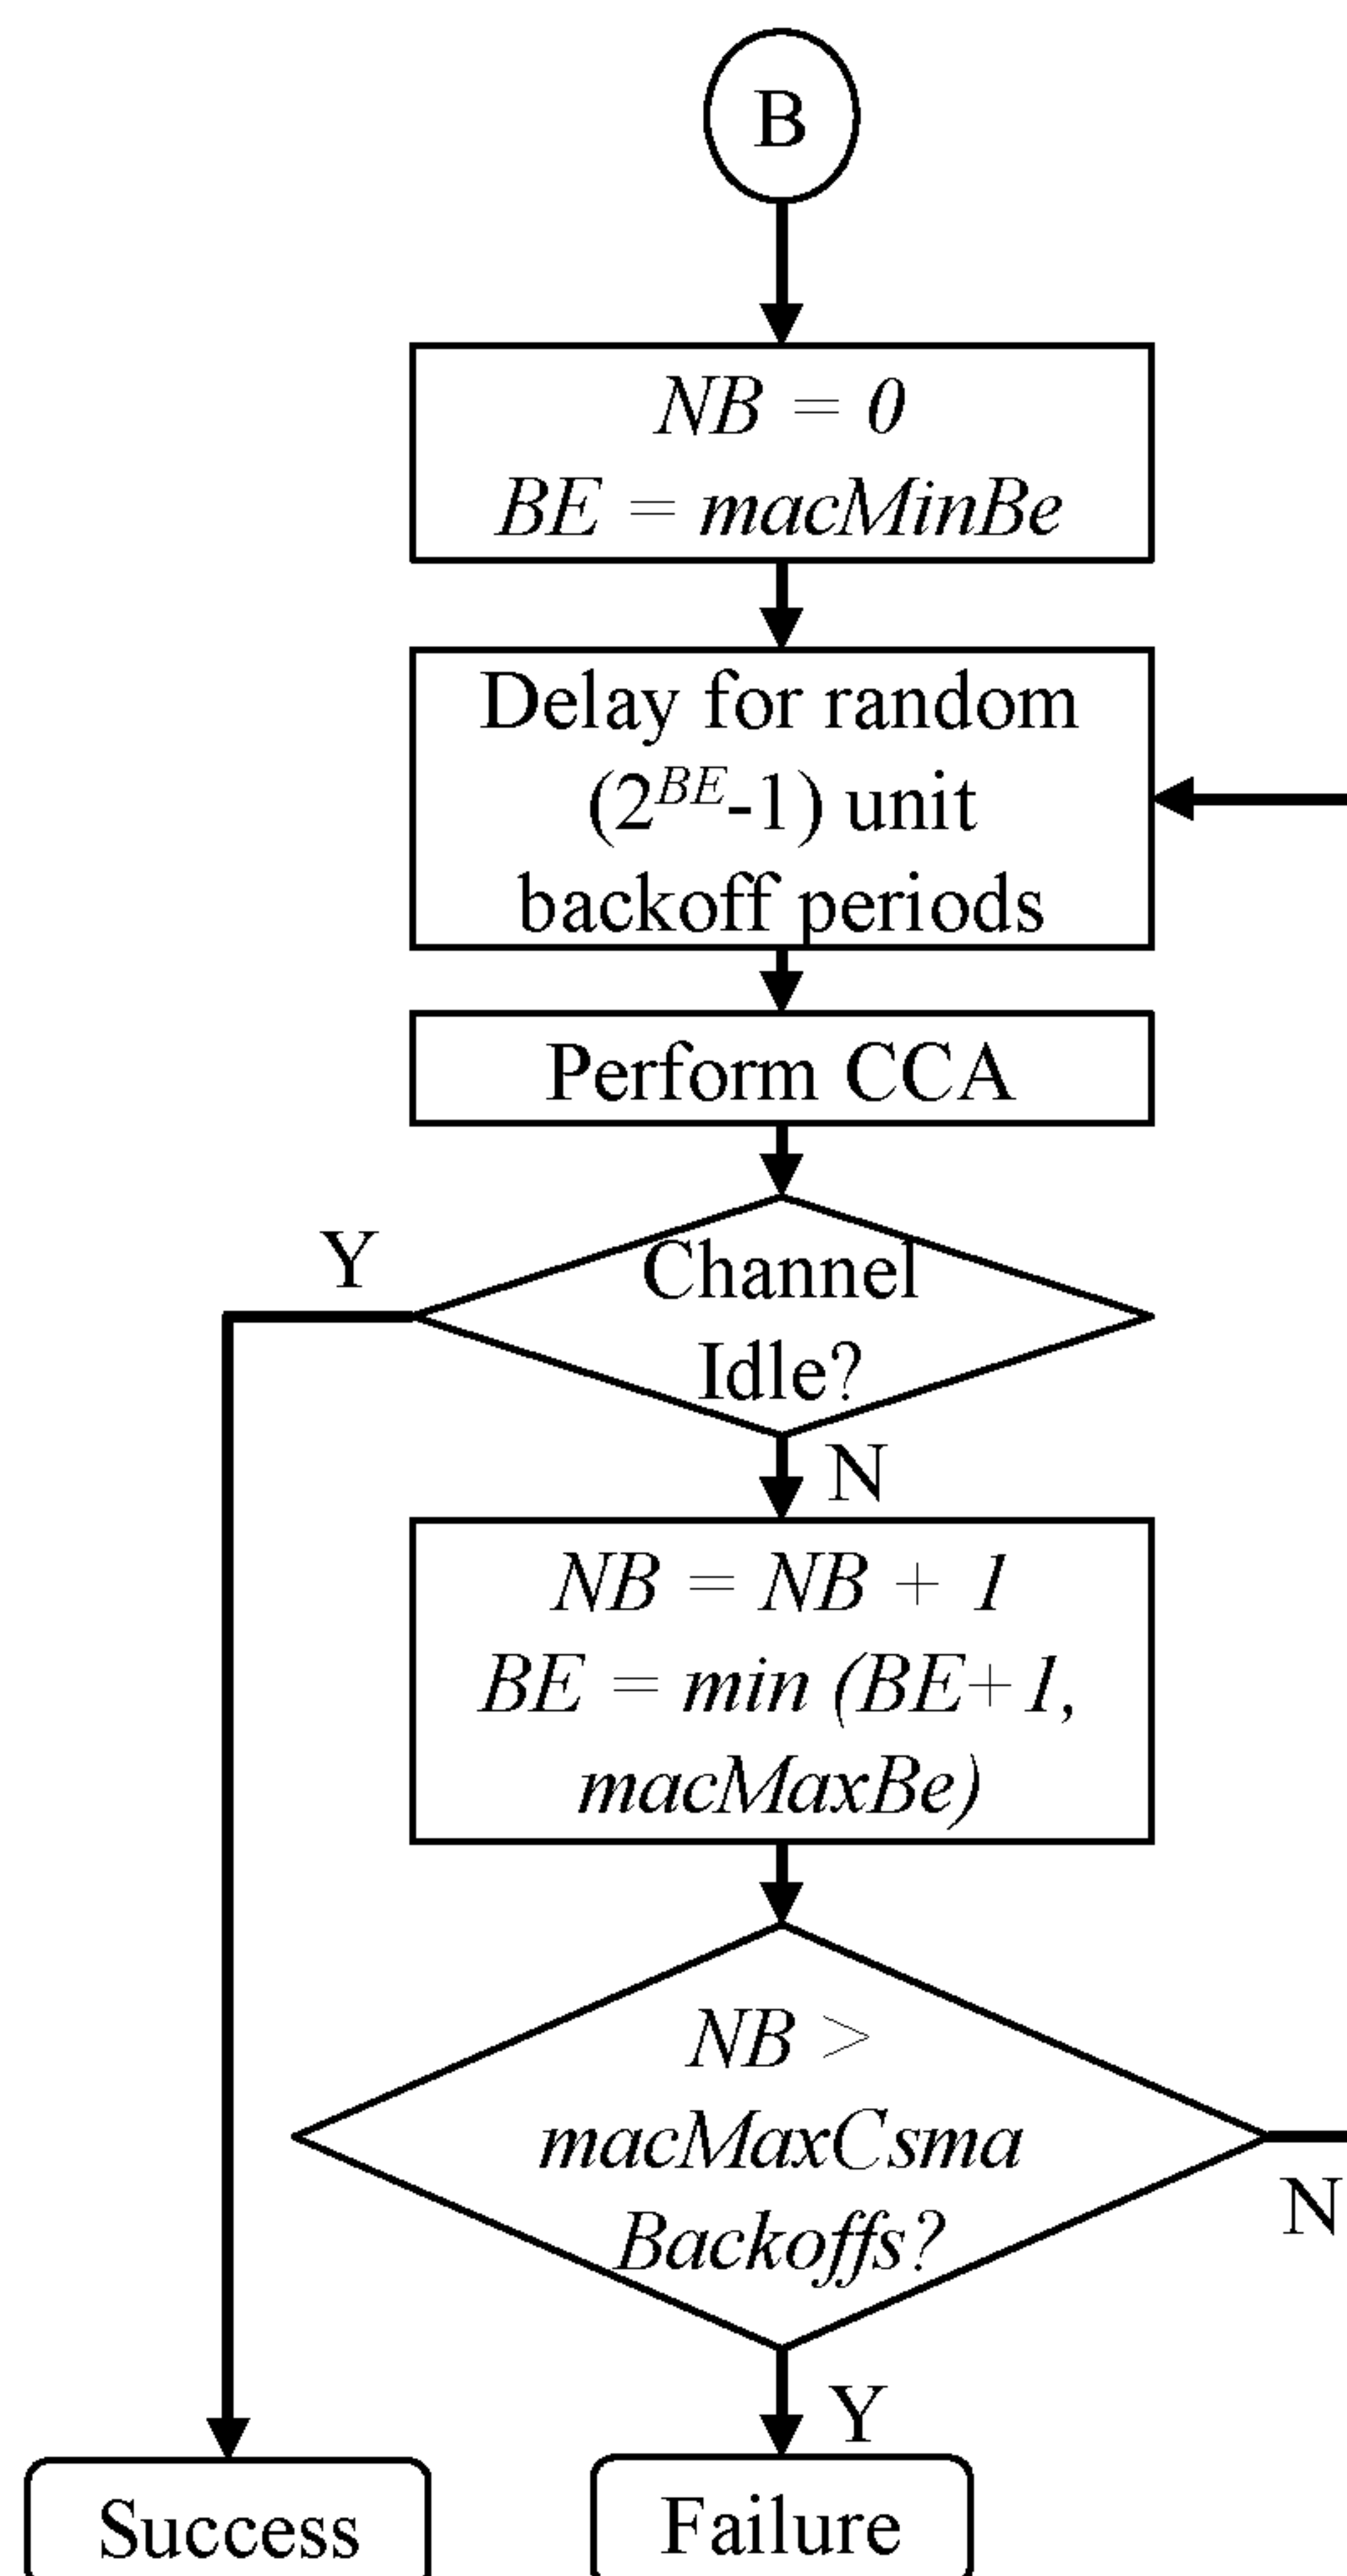 B
NB = 0
BE = macMinBe
Delay for random
(2^BE-1) unit
backoff periods
Perform CCA
Y
Channel
Idle?
N
NB = NB + 1
BE = min (BE+1,
macMaxBe)
NB >
macMaxCsma
Backoffs?
N
Y
Success
Failure